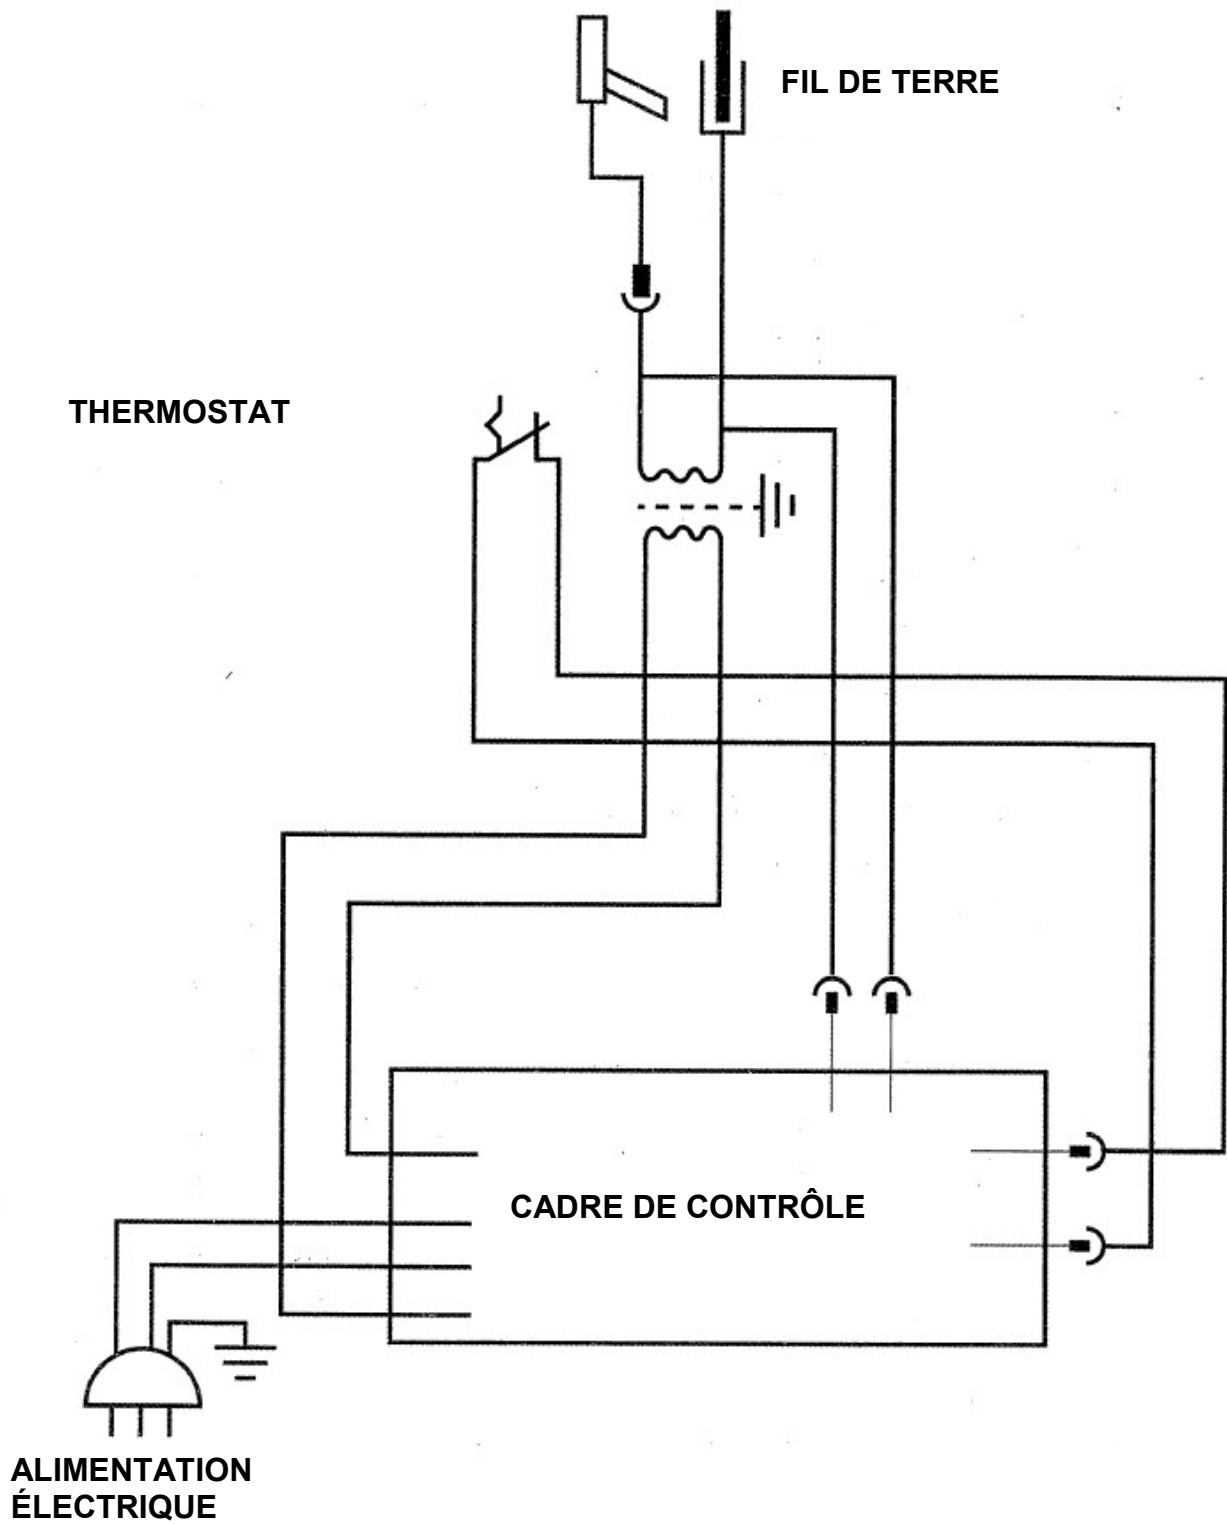 FIL DE TERRE
THERMOSTAT
CADRE DE CONTRÔLE
ALIMENTATION
ÉLECTRIQUE